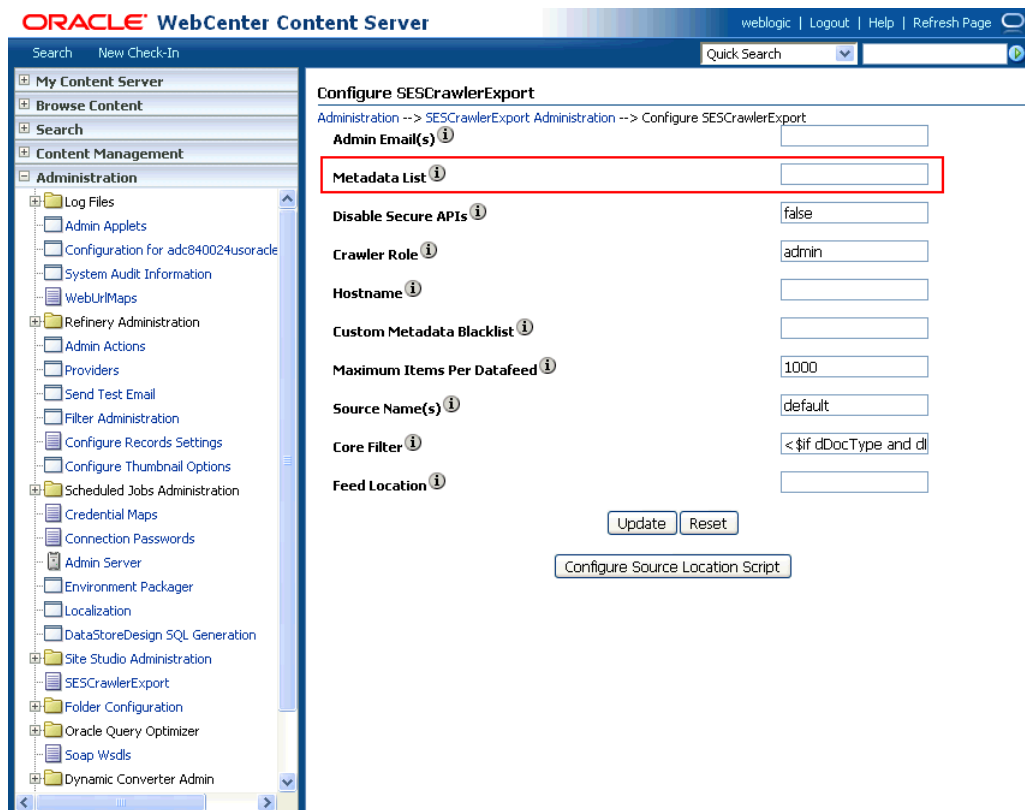 ORACLE WebCenter Content Server
weblogic | Logout | Help | Refresh Page
Search New Check-In
Quick Search
My Content Server
Browse Content
Search
Content Management
Administration
Log Files
Admin Applets
Configuration for adc840024usoracle
System Audit Information
WebUrlMaps
Refinery Administration
Admin Actions
Providers
Send Test Email
Filter Administration
Configure Records Settings
Configure Thumbnail Options
Scheduled Jobs Administration
Credential Maps
Connection Passwords
Admin Server
Environment Packager
Localization
DataStoreDesign SQL Generation
Site Studio Administration
SESCrawlerExport
Folder Configuration
Oracle Query Optimizer
Soap Wsdls
Dynamic Converter Admin
Configure SESCrawlerExport
Administration --> SESCrawlerExport Administration --> Configure SESCrawlerExport
Admin Email(s)
Metadata List
Disable Secure APIs false
Crawler Role admin
Hostname
Custom Metadata Blacklist
Maximum Items Per Datafeed 1000
Source Name(s) default
Core Filter <$if dDocType and dI
Feed Location
Update Reset
Configure Source Location Script